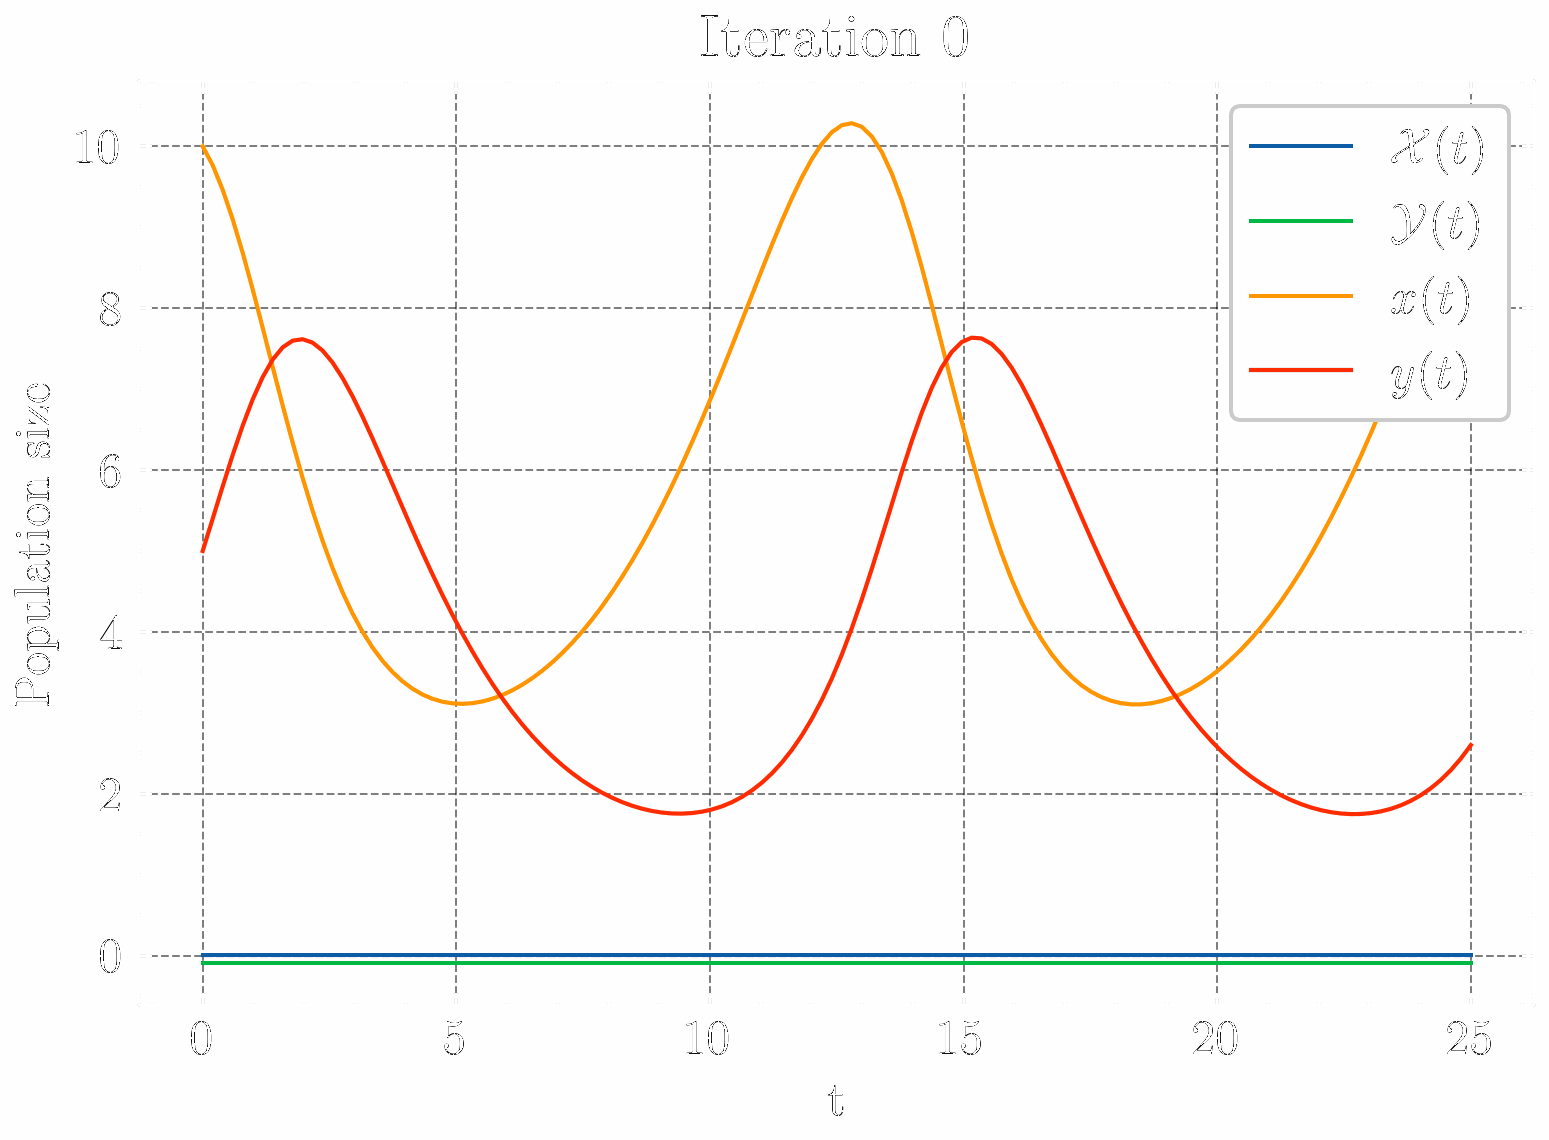 Iteration 0
Population size
10
8
6
4
2
0
𝒳(t)
𝒴(t)
x(t)
y(t)
0 5 10 15 20 25
t